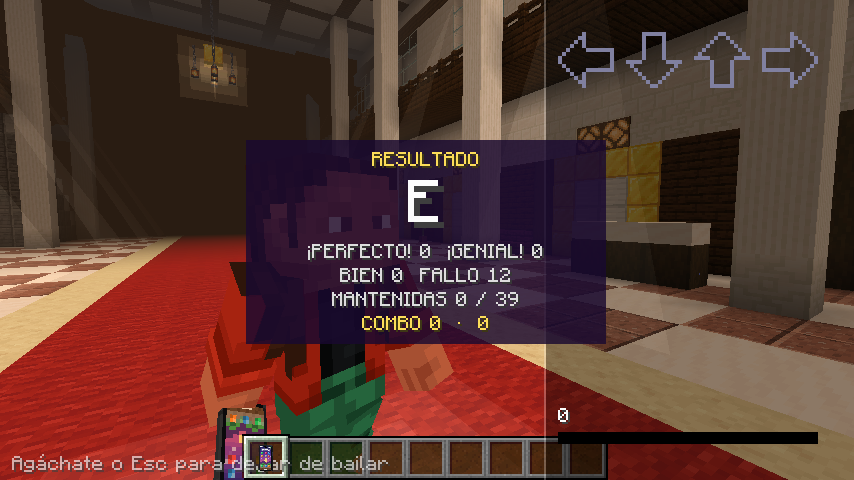 RESULTADO
E
¡PERFECTO! 0 ¡GENIAL! 0
BIEN 0 FALLO 12
MANTENIDAS 0 / 39
COMBO 0 · 0
0
Agáchate o Esc para dejar de bailar